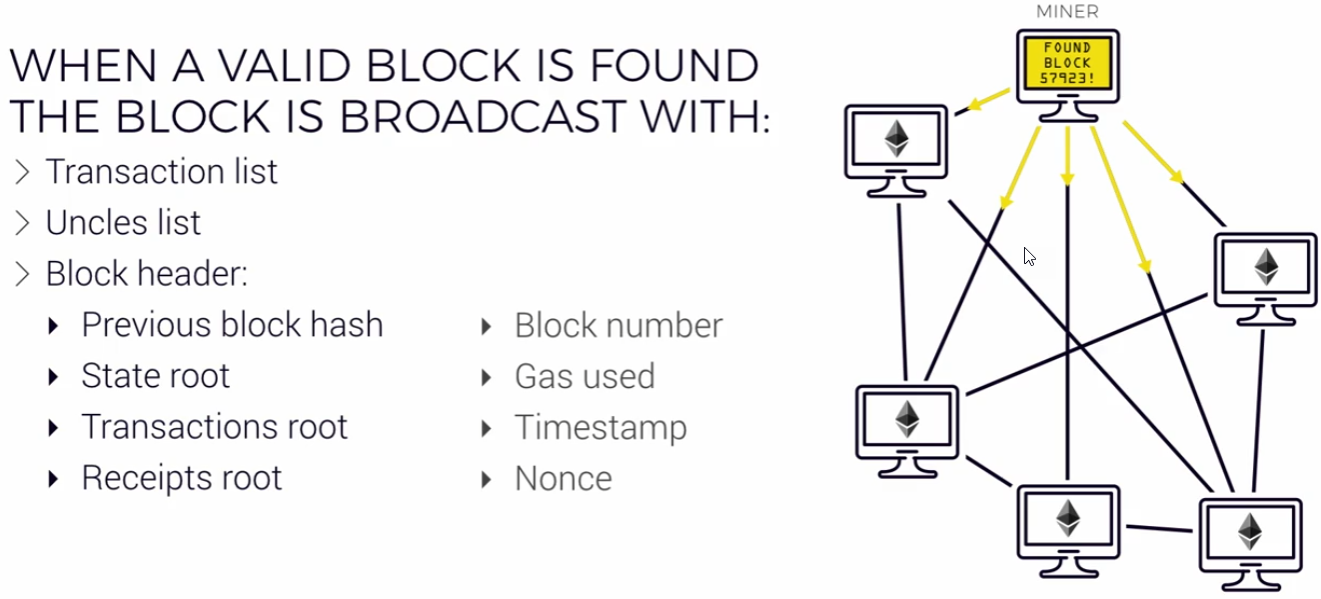 WHEN A VALID BLOCK IS FOUND
THE BLOCK IS BROADCAST WITH:
Transaction list
Uncles list
Block header:
Previous block hash
State root
Transactions root
Receipts root
Block number
Gas used
Timestamp
Nonce
MINER
FOUND
BLOCK
57923!